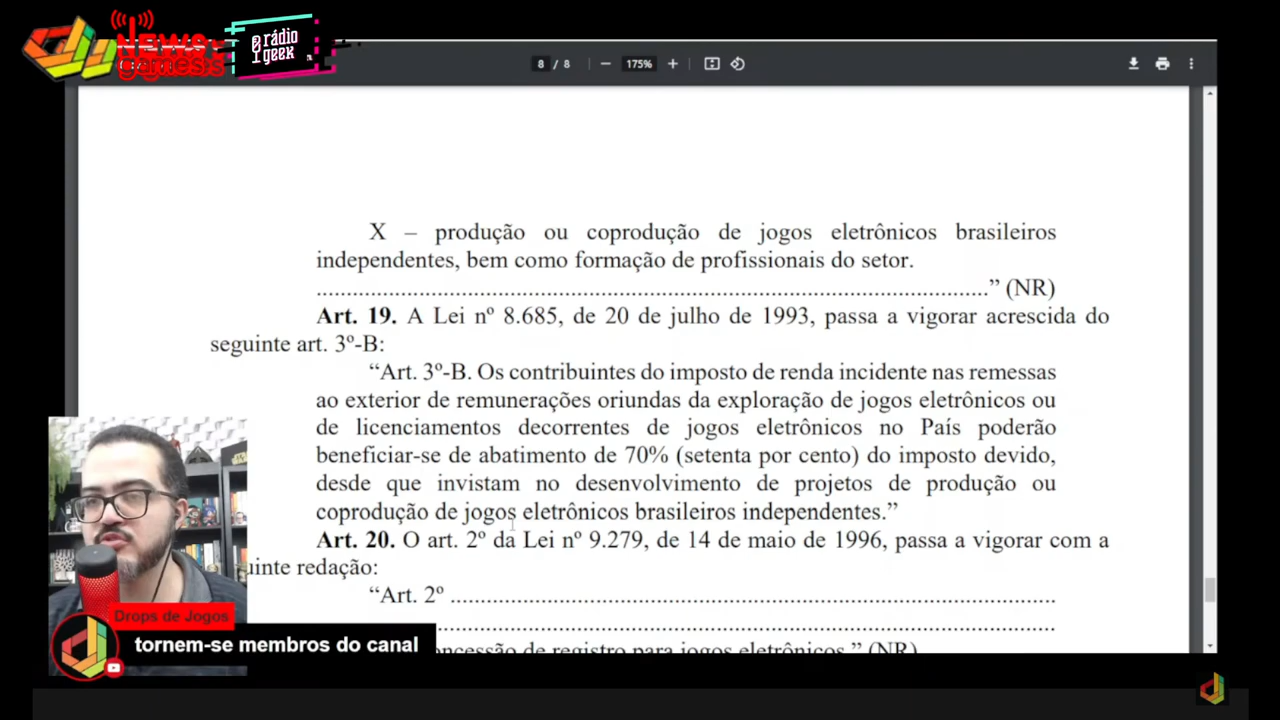 NEWS
games
rádio
geek
8 / 8
175%
X – produção ou coprodução de jogos eletrônicos brasileiros
independentes, bem como formação de profissionais do setor.
....................................................................................................” (NR)
Art. 19. A Lei nº 8.685, de 20 de julho de 1993, passa a vigorar acrescida do
seguinte art. 3º-B:
“Art. 3º-B. Os contribuintes do imposto de renda incidente nas remessas
ao exterior de remunerações oriundas da exploração de jogos eletrônicos ou
de licenciamentos decorrentes de jogos eletrônicos no País poderão
beneficiar-se de abatimento de 70% (setenta por cento) do imposto devido,
desde que invistam no desenvolvimento de projetos de produção ou
coprodução de jogos eletrônicos brasileiros independentes.”
Art. 20. O art. 2º da Lei nº 9.279, de 14 de maio de 1996, passa a vigorar com a
uinte redação:
“Art. 2º ..........................................................................................
..........................................................................................
oncessão de registro para jogos eletrônicos.” (NR)
Drops de Jogos
tornem-se membros do canal